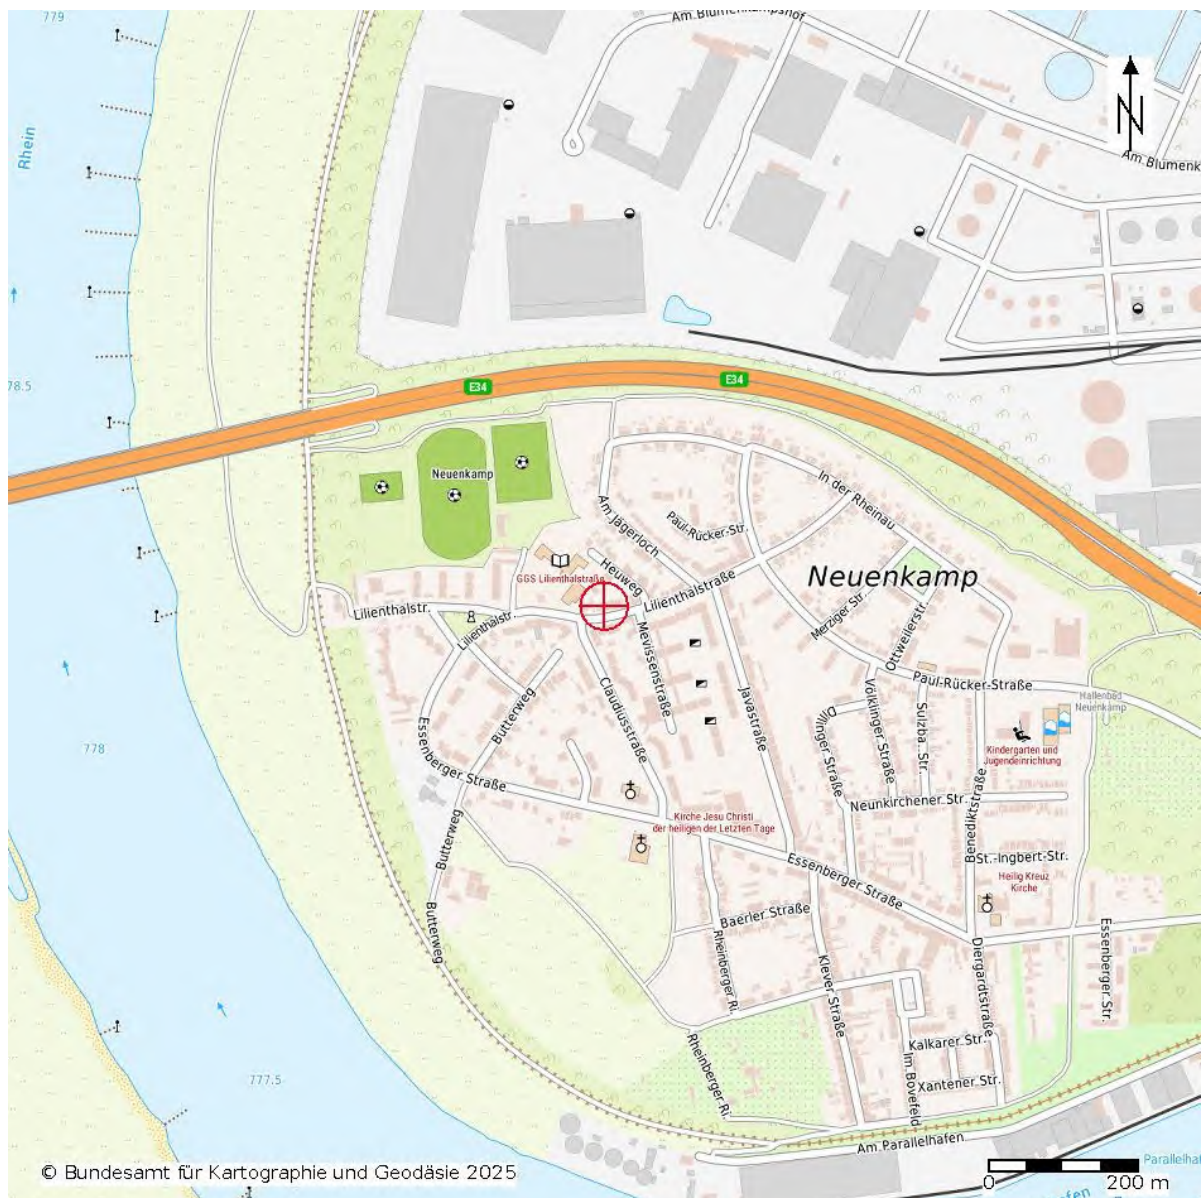 779
Am Blumenkampshof
N
Rhein
Am Blumenk
78.5
E34
E34
Neuenkamp
In der Rheinau
Am Jägerloch
Paul-Rücker-Str.
GGS Lilienthalstraße
Heuweg
Neuenkamp
Lilienthalstraße
Lilienthalstr.
Lilienthalstr.
Merziger Str.
Ottweilerstr.
Mevissenstraße
Claudiusstraße
Javastraße
Paul-Rücker-Straße
Hallenbad
Neuenkamp
Butterweg
Essenberger Straße
Völklinger Straße
Sulzba. Str.
Dillinger Straße
Kindergarten und
Jugendeinrichtung
778
Neunkirchener Str.
Benediktstraße
Kirche Jesu Christi
der heiligen der Letzten Tage
Butterweg
Essenberger Straße
St.-Ingbert-Str.
Heilig Kreuz
Kirche
Butterweg
Baerler Straße
Rheinberger Ri.
Klever Straße
Diergardtstraße
Essenberger Str.
Rheinberger Ri.
Kalkarer Str.
Im Bovefeld
Xantener Str.
777.5
Am Parallelhafen
Parallelha
© Bundesamt für Kartographie und Geodäsie 2025
0 200 m